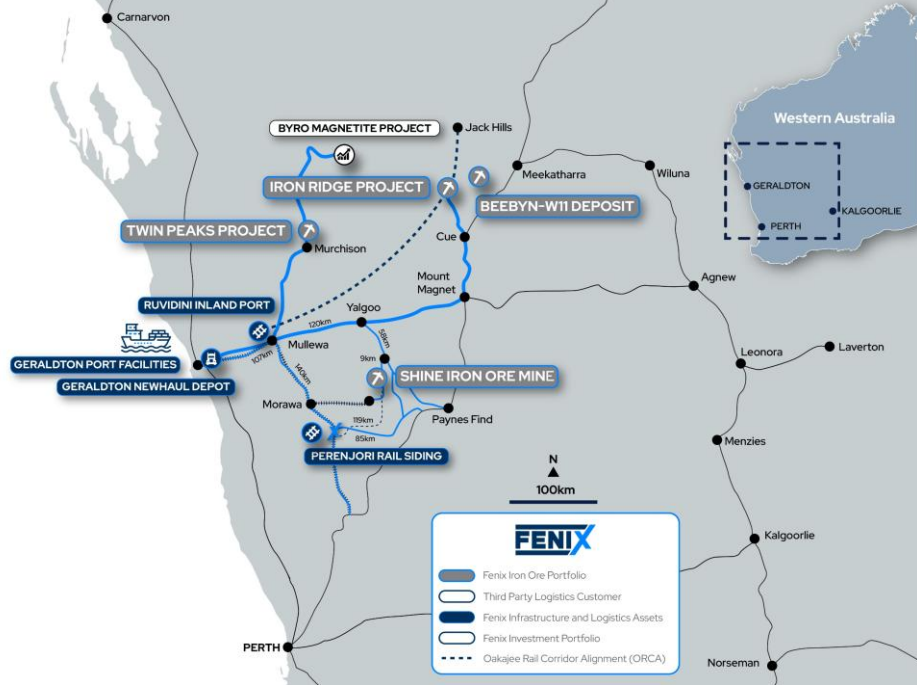 Carnarvon
Western Australia
BYRO MAGNETITE PROJECT
Jack Hills
Meekatharra
Wiluna
IRON RIDGE PROJECT
GERALDTON
BEEBYN-W11 DEPOSIT
KALGOORLIE
TWIN PEAKS PROJECT
PERTH
Cue
Murchison
Mount
Magnet
Agnew
RUVIDINI INLAND PORT
Yalgoo
120km
Mullewa
58km
GERALDTON PORT FACILITIES
107km
9km
Leonora
Laverton
GERALDTON NEWHAUL DEPOT
140km
SHINE IRON ORE MINE
Morawa
Paynes Find
119km
85km
Menzies
PERENJORI RAIL SIDING
N
100km
FENIX
Kalgoorlie
Fenix Iron Ore Portfolio
Third Party Logistics Customer
Fenix Infrastructure and Logistics Assets
Fenix Investment Portfolio
PERTH
Oakajee Rail Corridor Alignment (ORCA)
Norseman